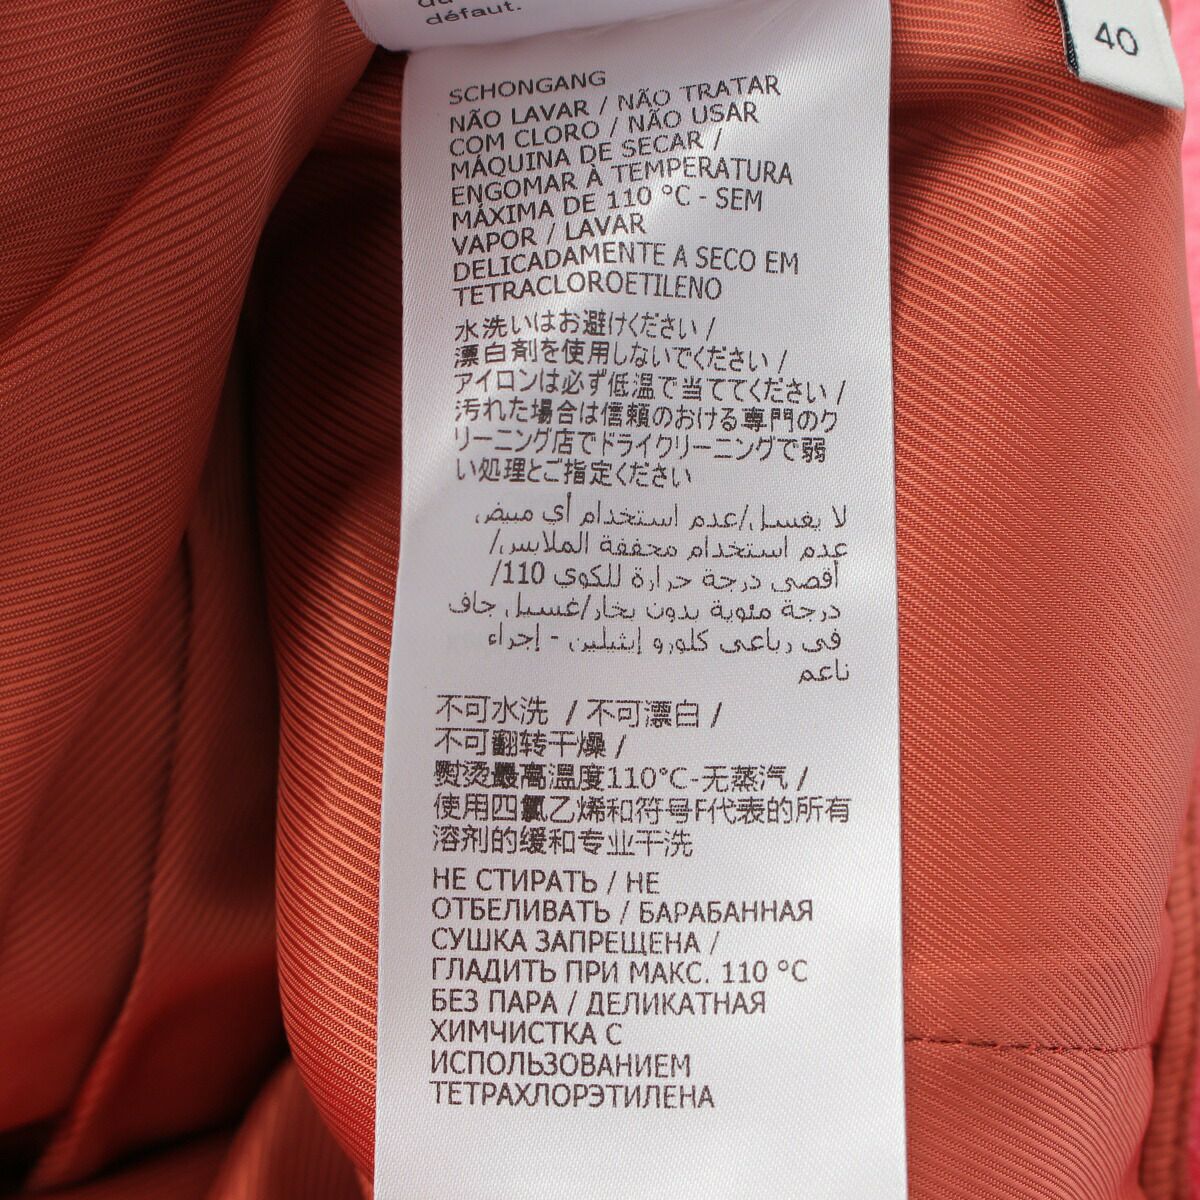 défaut.
40
SCHONGANG
NÃO LAVAR / NÃO TRATAR
COM CLORO / NÃO USAR
MÁQUINA DE SECAR /
ENGOMAR À TEMPERATURA
MÁXIMA DE 110 °C - SEM
VAPOR / LAVAR
DELICADAMENTE A SECO EM
TETRACLOROETILENO
水洗いはお避けください /
漂白剤を使用しないでください /
アイロンは必ず低温で当ててください /
汚れた場合は信頼のおける専門のク
リーニング店でドライクリーニングで弱
い処理とご指定ください
لا يغسل/عدم استخدام أي مبيض
عدم استخدام مجففة الملابس/
أقصى درجة حرارة للكوي 110/
درجة مئوية بدون بخار/غسيل جاف
في رباعي كلورو إيثيلين - إجراء
ناعم
不可水洗 / 不可漂白 /
不可翻转干燥 /
熨烫最高温度110°C-无蒸汽 /
使用四氯乙烯和符号F代表的所有
溶剂的缓和专业干洗
НЕ СТИРАТЬ / НЕ
ОТБЕЛИВАТЬ / БАРАБАННАЯ
СУШКА ЗАПРЕЩЕНА /
ГЛАДИТЬ ПРИ МАКС. 110 °C
БЕЗ ПАРА / ДЕЛИКАТНАЯ
ХИМЧИСТКА С
ИСПОЛЬЗОВАНИЕМ
ТЕТРАХЛОРЭТИЛЕНА